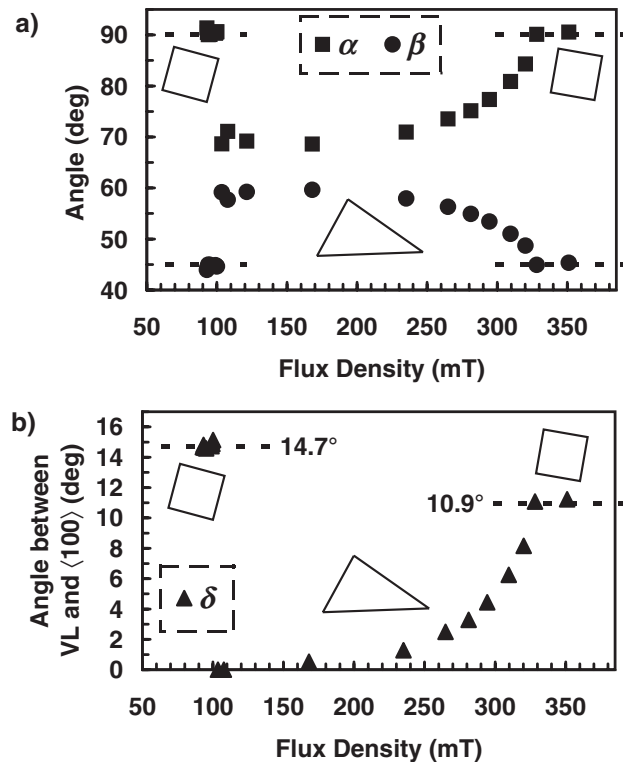 a)
90
80
70
60
50
40
Angle (deg)
α β
50 100 150 200 250 300 350
Flux Density (mT)
b)
16
14
12
10
8
6
4
2
0
Angle between
VL and ⟨100⟩ (deg)
14.7°
10.9°
δ
50 100 150 200 250 300 350
Flux Density (mT)